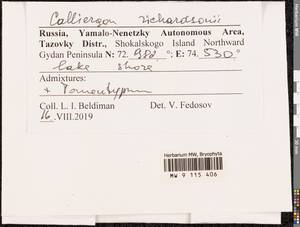 Calliergon richardsonii
Russia, Yamalo-Nenetzky Autonomous Area,
Tazovky Distr., Shokalskogo Island Northward
Gydan Peninsula N: 72. 988 °; E: 74. 530 °
lake shore
Admixtures:
+ Tomentypnum
Coll. L. I. Beldiman Det. V. Fedosov
16.VIII.2019
Herbarium MW, Bryophyta
MW 9 115 406